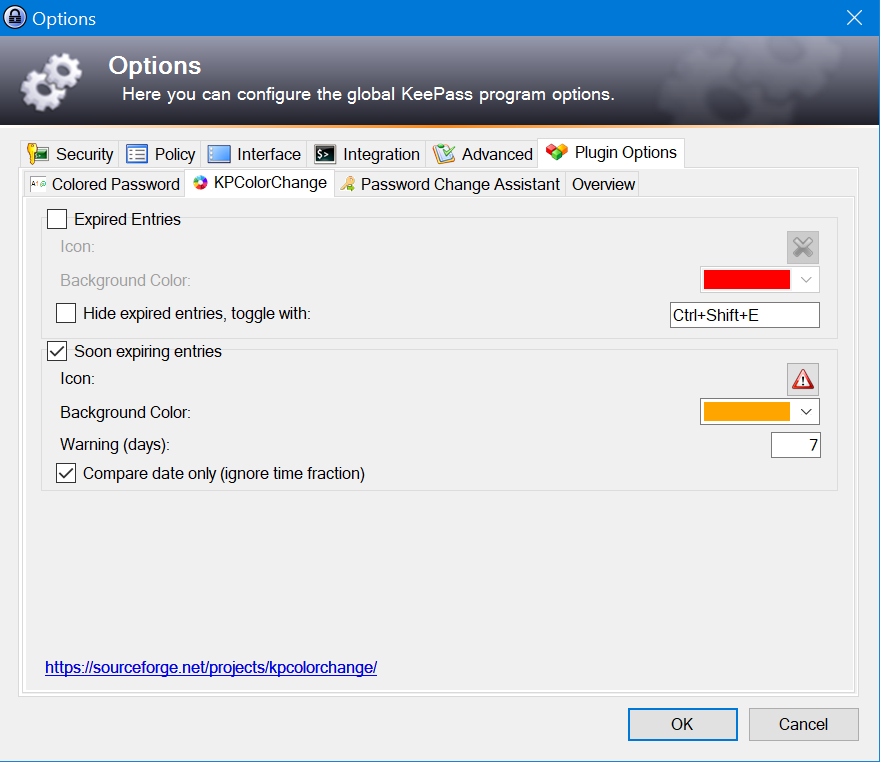 Options
Options
Here you can configure the global KeePass program options.
Security Policy Interface Integration Advanced Plugin Options
Colored Password KPColorChange Password Change Assistant Overview
Expired Entries
Icon:
Background Color:
Hide expired entries, toggle with: Ctrl+Shift+E
Soon expiring entries
Icon:
Background Color:
Warning (days): 7
Compare date only (ignore time fraction)
https://sourceforge.net/projects/kpcolorchange/
OK Cancel